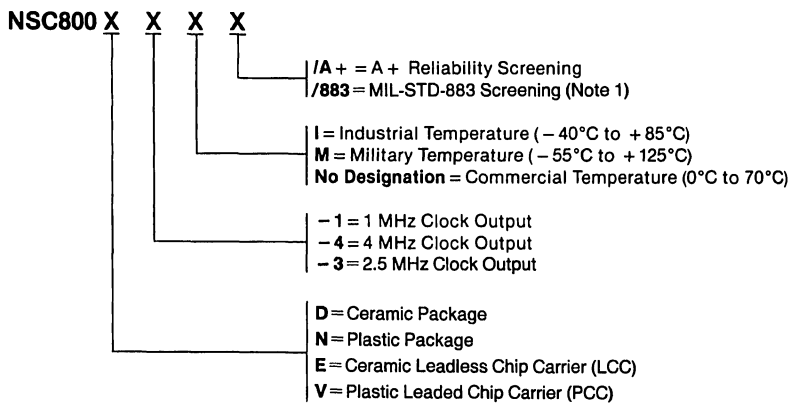 NSC800 X X X X
/A+ = A+ Reliability Screening
/883 = MIL-STD-883 Screening (Note 1)
I = Industrial Temperature (−40°C to +85°C)
M = Military Temperature (−55°C to +125°C)
No Designation = Commercial Temperature (0°C to 70°C)
−1 = 1 MHz Clock Output
−4 = 4 MHz Clock Output
−3 = 2.5 MHz Clock Output
D = Ceramic Package
N = Plastic Package
E = Ceramic Leadless Chip Carrier (LCC)
V = Plastic Leaded Chip Carrier (PCC)